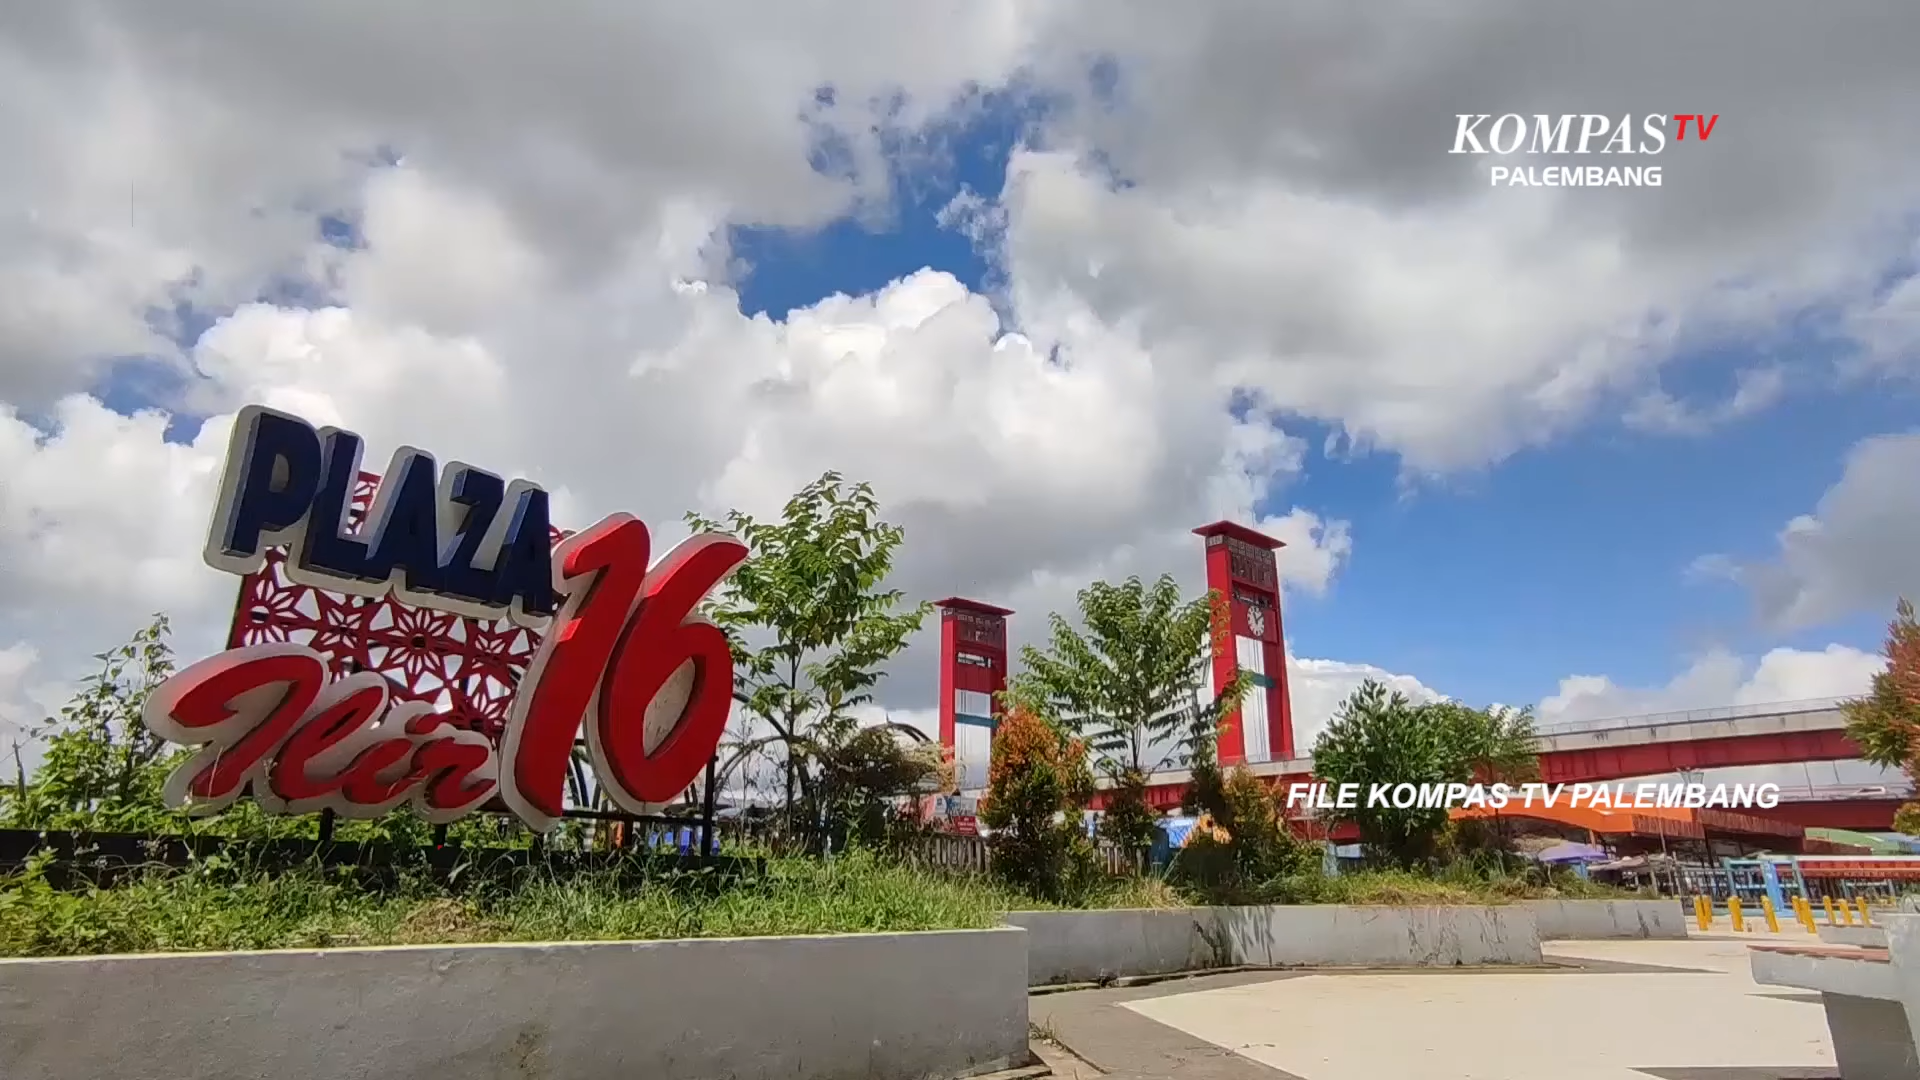 KOMPAS TV
PALEMBANG
PLAZA
16
Ilir
FILE KOMPAS TV PALEMBANG